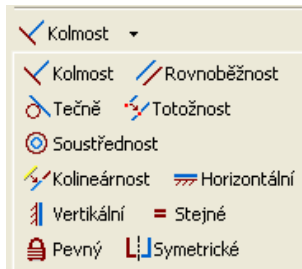 Kolmost
Kolmost Rovnoběžnost
Tečně Totožnost
Soustřednost
Kolineárnost Horizontální
Vertikální = Stejné
Pevný Symetrické